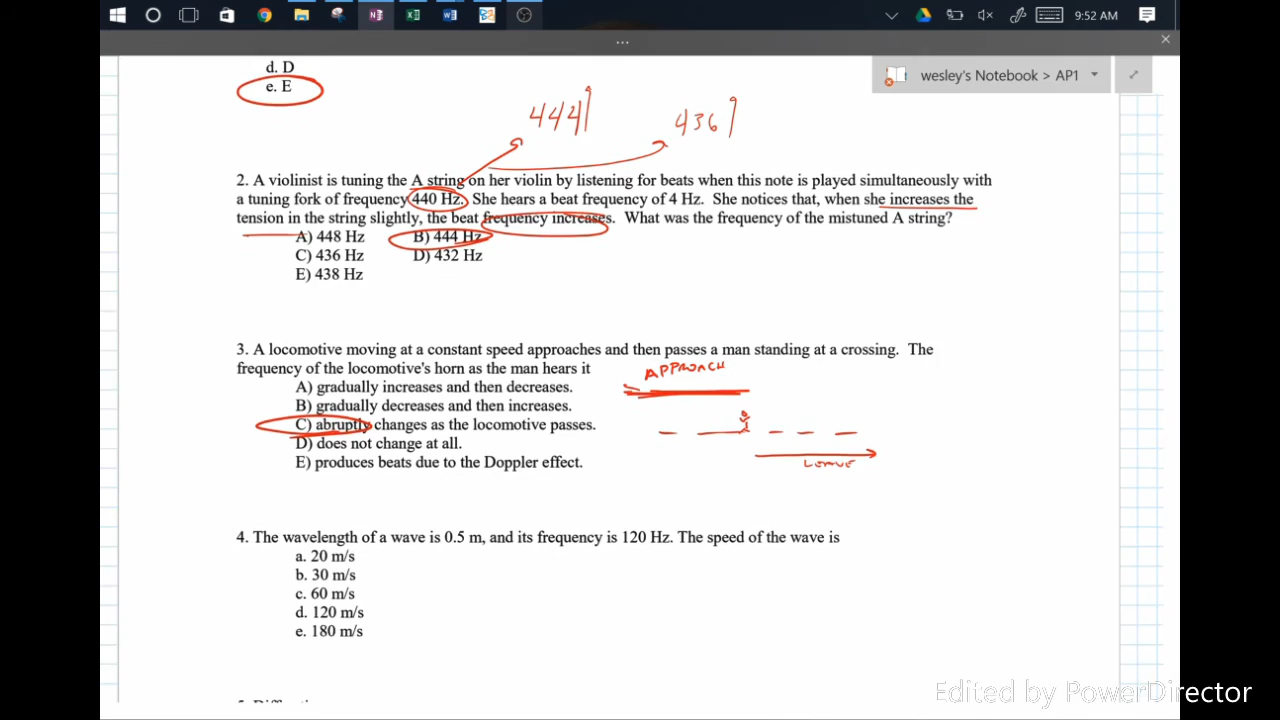 9:52 AM
...
wesley's Notebook > AP1
d. D
e. E
444
436
2. A violinist is tuning the A string on her violin by listening for beats when this note is played simultaneously with
a tuning fork of frequency 440 Hz. She hears a beat frequency of 4 Hz. She notices that, when she increases the
tension in the string slightly, the beat frequency increases. What was the frequency of the mistuned A string?
A) 448 Hz B) 444 Hz
C) 436 Hz D) 432 Hz
E) 438 Hz
3. A locomotive moving at a constant speed approaches and then passes a man standing at a crossing. The
frequency of the locomotive's horn as the man hears it
APPROACH
A) gradually increases and then decreases.
B) gradually decreases and then increases.
C) abruptly changes as the locomotive passes.
D) does not change at all.
E) produces beats due to the Doppler effect.
LEAVE
4. The wavelength of a wave is 0.5 m, and its frequency is 120 Hz. The speed of the wave is
a. 20 m/s
b. 30 m/s
c. 60 m/s
d. 120 m/s
e. 180 m/s
Edited by PowerDirector